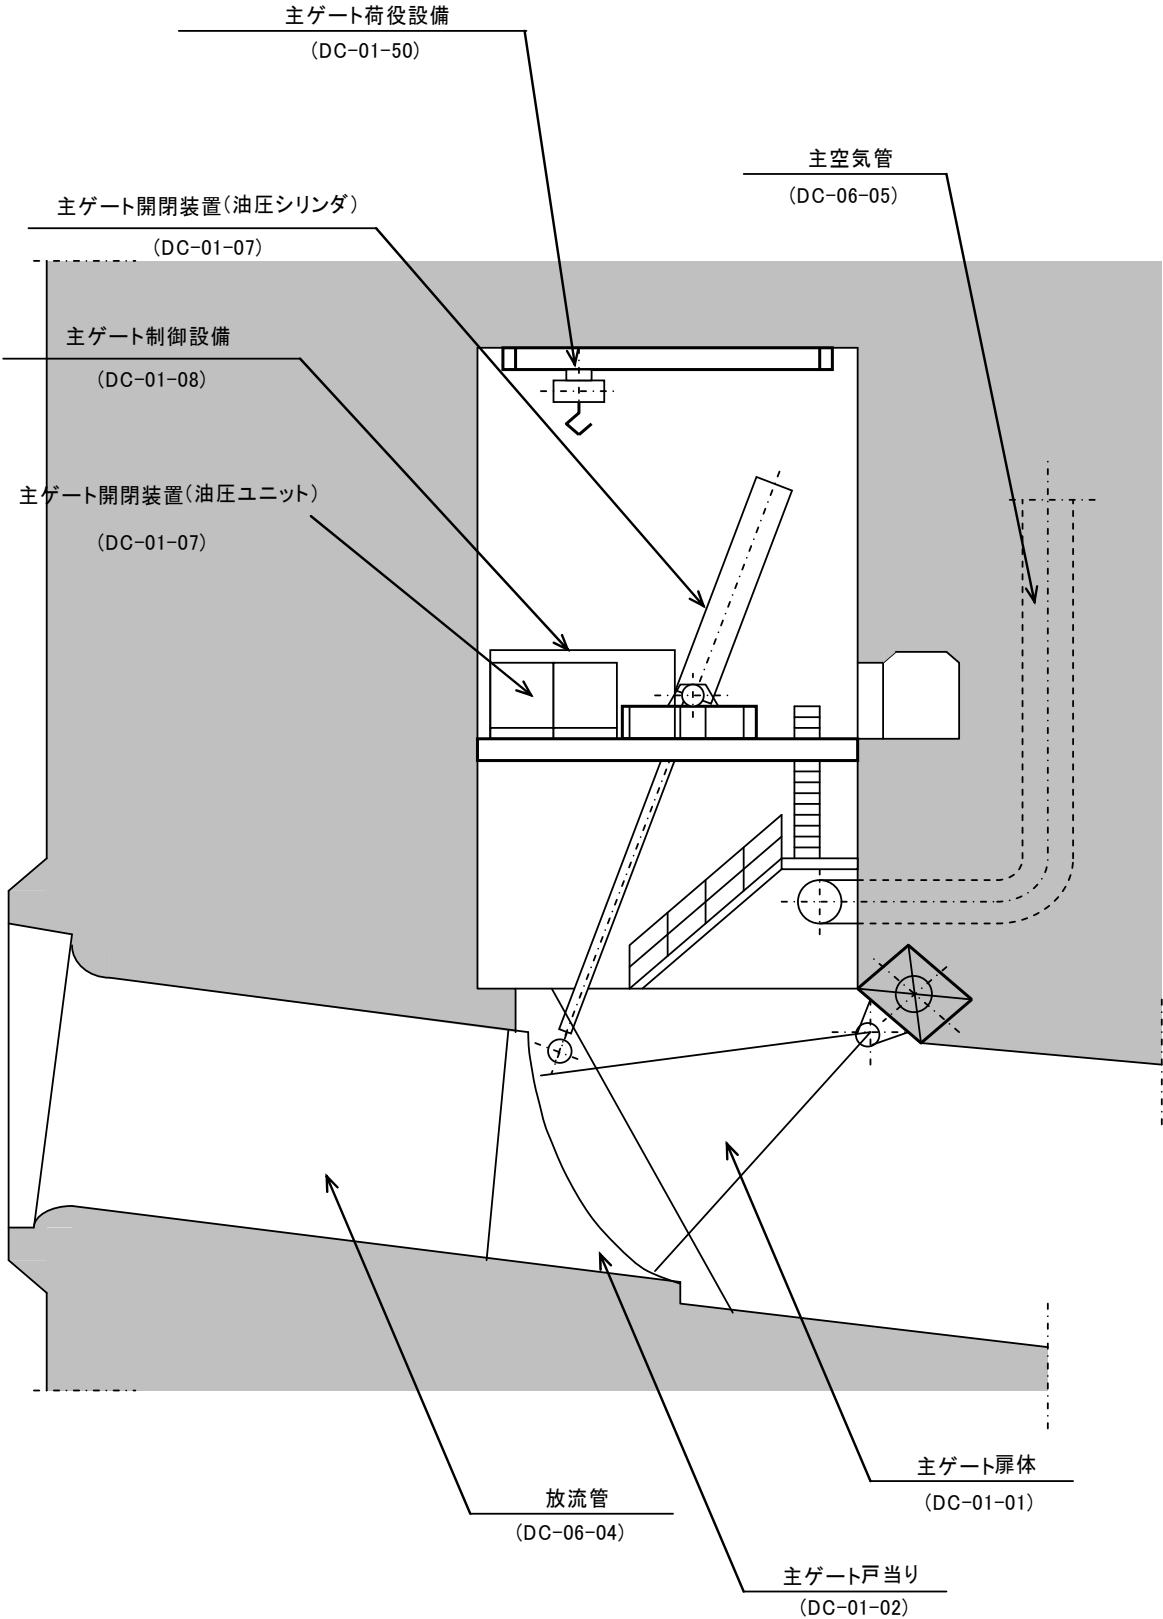 主ゲート荷役設備
(DC-01-50)
主空気管
(DC-06-05)
主ゲート開閉装置(油圧シリンダ)
(DC-01-07)
主ゲート制御設備
(DC-01-08)
主ゲート開閉装置(油圧ユニット)
(DC-01-07)
主ゲート扉体
(DC-01-01)
放流管
(DC-06-04)
主ゲート戸当り
(DC-01-02)